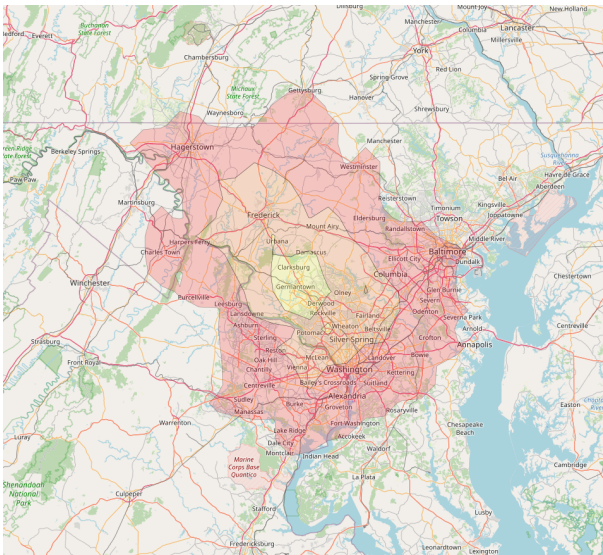 Dillsburg
Mount Joy
New Holland
Buchanan
State Forest
Manchester
Columbia
Lancaster
Everett
Millersville
Chambersburg
York
Red Lion
Spring Grove
Michaux
State Forest
Gettysburg
Hanover
Shrewsbury
Waynesboro
Manchester
Hagerstown
Berkeley Springs
Susquehanna
Westminster
Havre de Grace
Paw Paw
Bel Air
Aberdeen
Martinsburg
Reisterstown
Timonium
Kingsville
Joppatowne
Frederick
Eldersburg
Towson
Randallstown
Mount Airy
Middle River
Harpers Ferry
Urbana
Baltimore
Charles Town
Damascus
Ellicott City
Dundalk
Clarksburg
Columbia
Chestertown
Winchester
Germantown
Glen Burnie
Purcellville
Olney
Severn
Leesburg
Derwood
Odenton
Lansdowne
Rockville
Fairland
Severna Park
Ashburn
Potomac
Wheaton
Beltsville
Arnold
Centreville
Sterling
Silver Spring
Crofton
Strasburg
Reston
McLean
Landover
Bowie
Annapolis
Front Royal
Oak Hill
Vienna
Washington
Chantilly
Kettering
Centreville
Bailey's Crossroads
Suitland
Sudley
Burke
Alexandria
Easton
Manassas
Groveton
Rosaryville
Warrenton
Fort Washington
Chesapeake
Beach
Lake Ridge
Accokeek
Luray
Dale City
Waldorf
Montclair
Indian Head
Marine
Corps Base
Quantico
Cambridge
Shenandoah
National
Park
La Plata
Culpeper
Stafford
Lusby
Fredericksburg
Leonardtown
Lexington